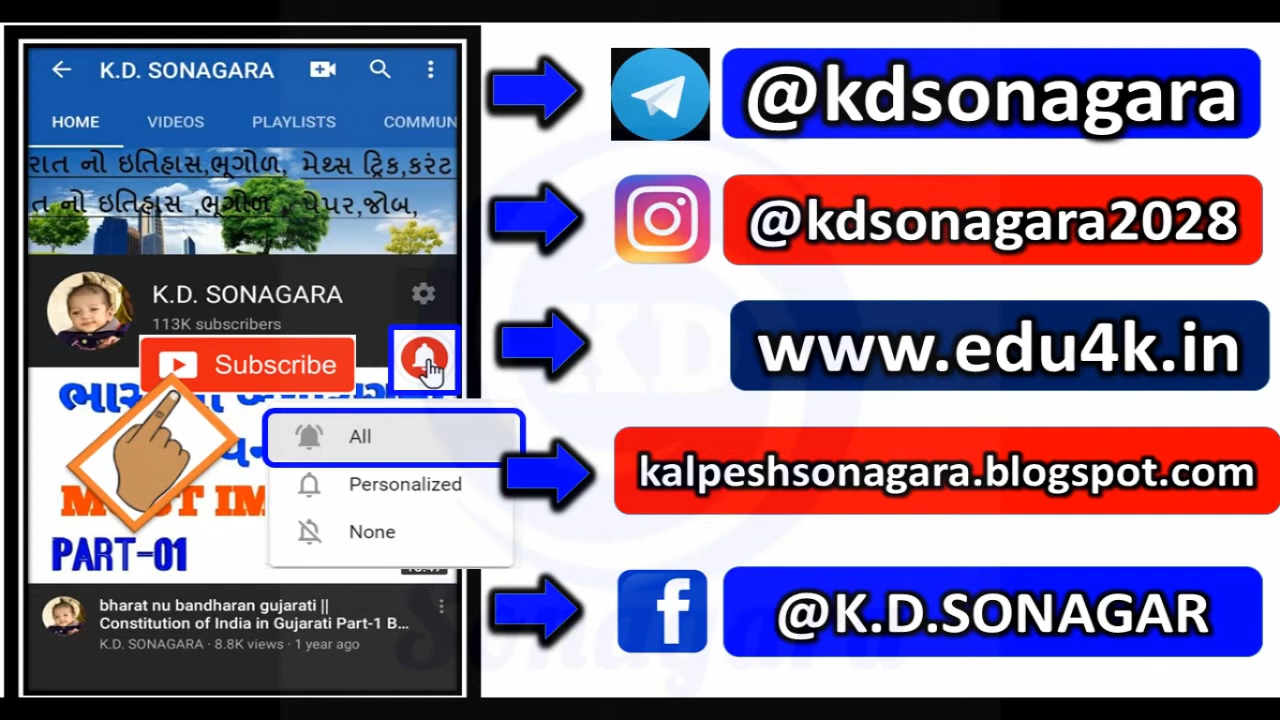 K.D. SONAGARA
HOME VIDEOS PLAYLISTS COMMUN
રાત નો ઇતિહાસ,ભૂગોળ, મેથ્સ ટ્રિક,કરંટ
ત નો ઇતિહાસ ,ભૂગોળ , પેપર,જોબ,
K.D. SONAGARA
113K subscribers
Subscribe
All
Personalized
None
PART-01
bharat nu bandharan gujarati ||
Constitution of India in Gujarati Part-1 B...
K.D. SONAGARA · 8.8K views · 1 year ago
@kdsonagara
@kdsonagara2028
www.edu4k.in
kalpeshsonagara.blogspot.com
@K.D.SONAGAR
KD
Sonagara